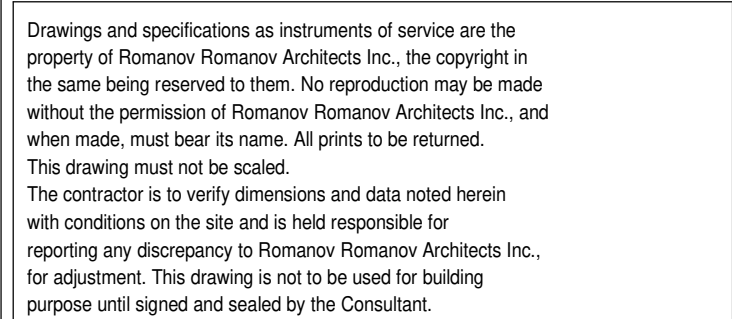 Drawings and specifications as instruments of service are the
property of Romanov Romanov Architects Inc., the copyright in
the same being reserved to them. No reproduction may be made
without the permission of Romanov Romanov Architects Inc., and
when made, must bear its name. All prints to be returned.
This drawing must not be scaled.
The contractor is to verify dimensions and data noted herein
with conditions on the site and is held responsible for
reporting any discrepancy to Romanov Romanov Architects Inc.,
for adjustment. This drawing is not to be used for building
purpose until signed and sealed by the Consultant.